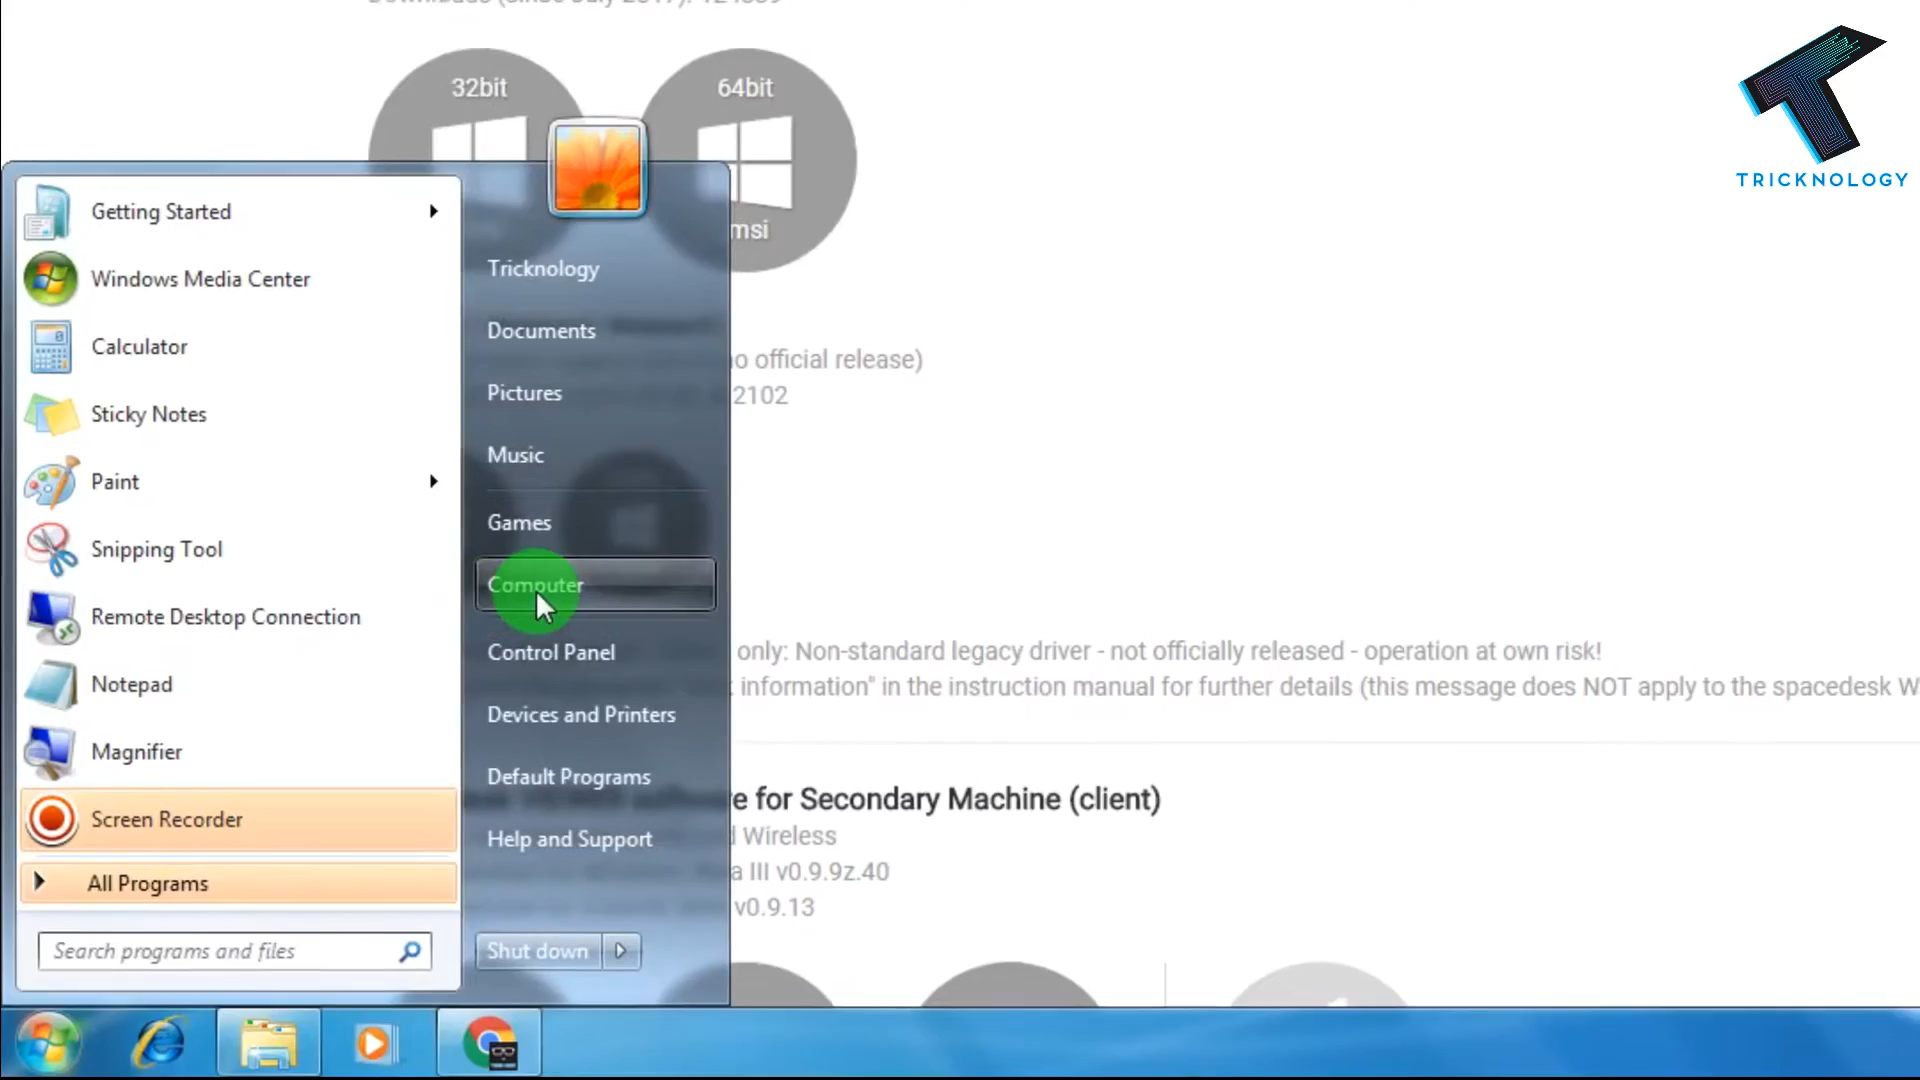 32bit
64bit
msi
TRICKNOLOGY
Getting Started
Windows Media Center
Calculator
Sticky Notes
Paint
Snipping Tool
Remote Desktop Connection
Notepad
Magnifier
Screen Recorder
All Programs
Search programs and files
Tricknology
Documents
Pictures
Music
Games
Computer
Control Panel
Devices and Printers
Default Programs
Help and Support
Shut down
official release)
2102
only: Non-standard legacy driver - not officially released - operation at own risk!
information" in the instruction manual for further details (this message does NOT apply to the spacedesk W
for Secondary Machine (client)
Wireless
III v0.9.9z.40
v0.9.13